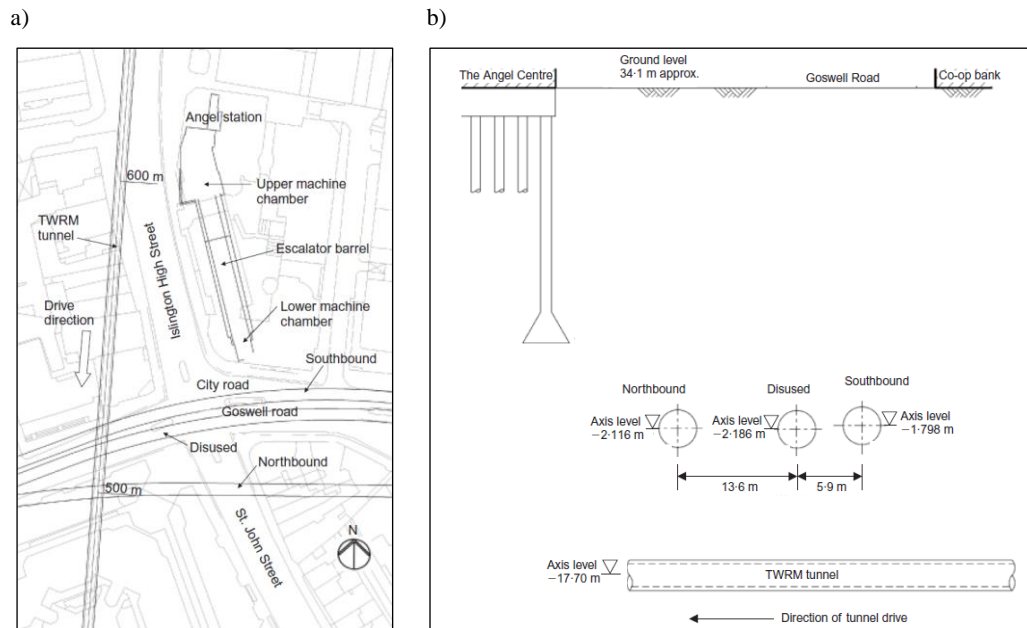 a)
Angel station
600 m
Upper machine
chamber
TWRM
tunnel
Islington High Street
Escalator barrel
Drive
direction
Lower machine
chamber
Southbound
City road
Goswell road
Disused
Northbound
500 m
St. John Street
N
b)
The Angel Centre
Ground level
34·1 m approx.
Goswell Road
Co-op bank
Northbound
Disused
Southbound
Axis level
−2·116 m
Axis level
−2·186 m
Axis level
−1·798 m
13·6 m
5·9 m
Axis level
−17·70 m
TWRM tunnel
Direction of tunnel drive